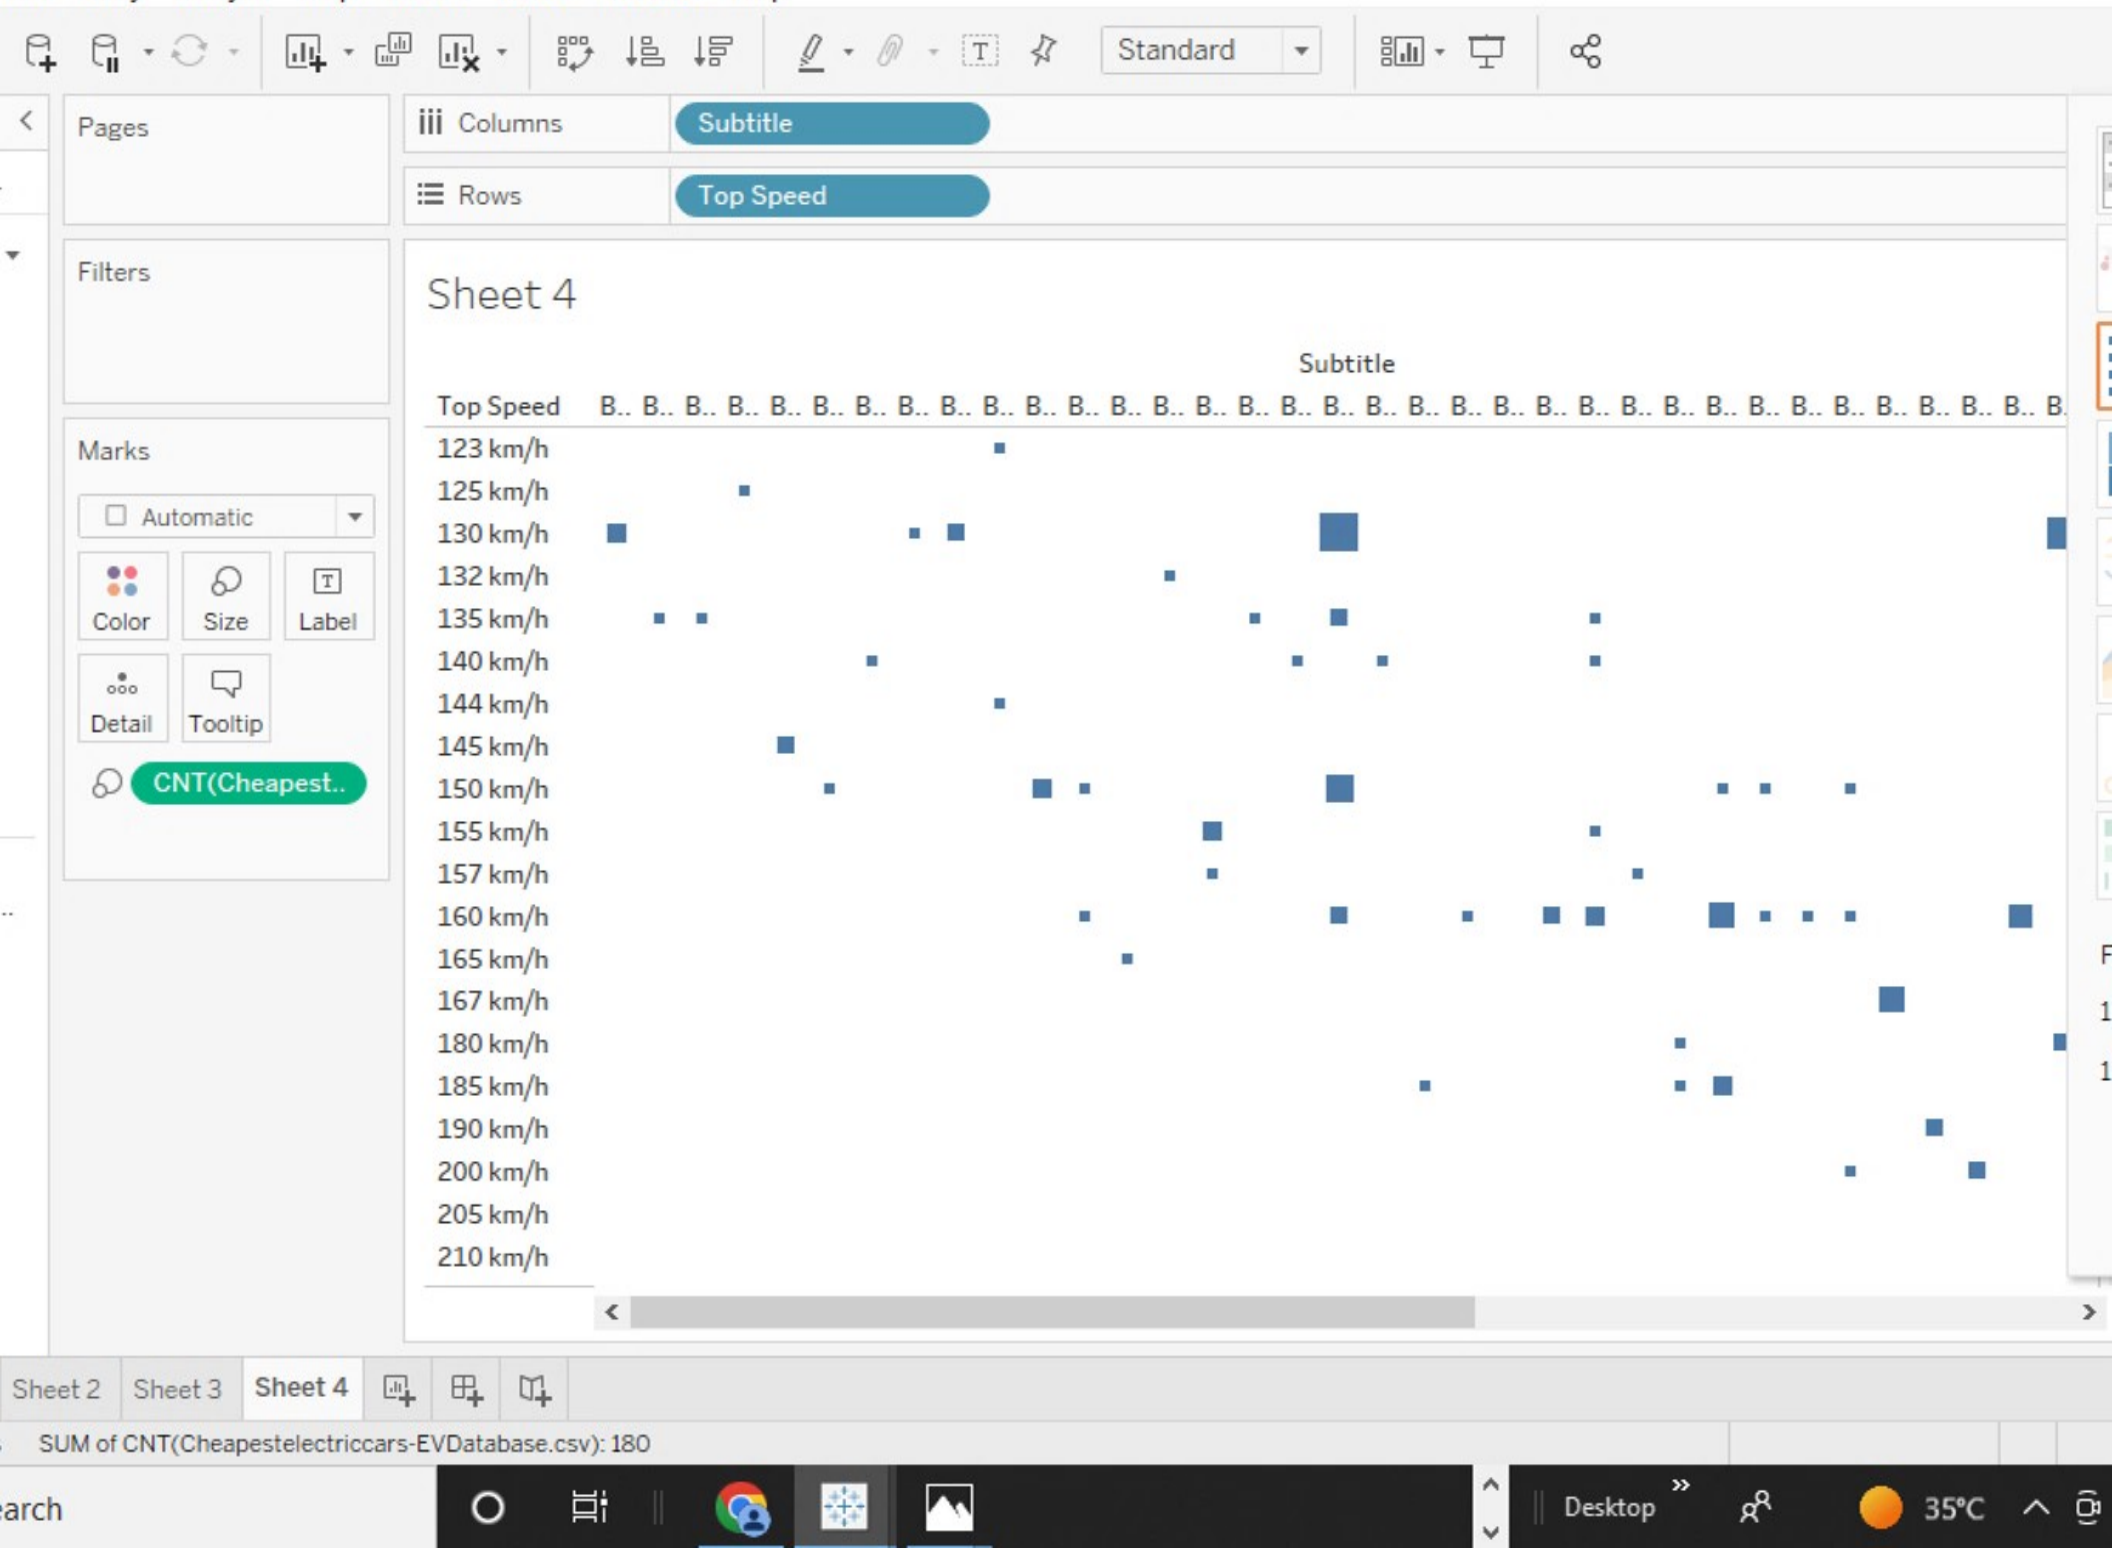 Standard
Pages
iii Columns
Subtitle
Rows
Top Speed
Filters
Sheet 4
Subtitle
Top Speed B.. B.. B.. B.. B.. B.. B.. B.. B.. B.. B.. B.. B.. B.. B.. B.. B.. B.. B.. B.. B.. B.. B.. B.. B.. B.. B.. B.. B.. B.. B.. B.. B.. B.. B.
Marks
Automatic
Color Size Label
Detail Tooltip
CNT(Cheapest..
123 km/h
125 km/h
130 km/h
132 km/h
135 km/h
140 km/h
144 km/h
145 km/h
150 km/h
155 km/h
157 km/h
160 km/h
165 km/h
167 km/h
180 km/h
185 km/h
190 km/h
200 km/h
205 km/h
210 km/h
F
1
1
Sheet 2 Sheet 3 Sheet 4
SUM of CNT(Cheapestelectriccars-EVDatabase.csv): 180
earch
Desktop
35°C